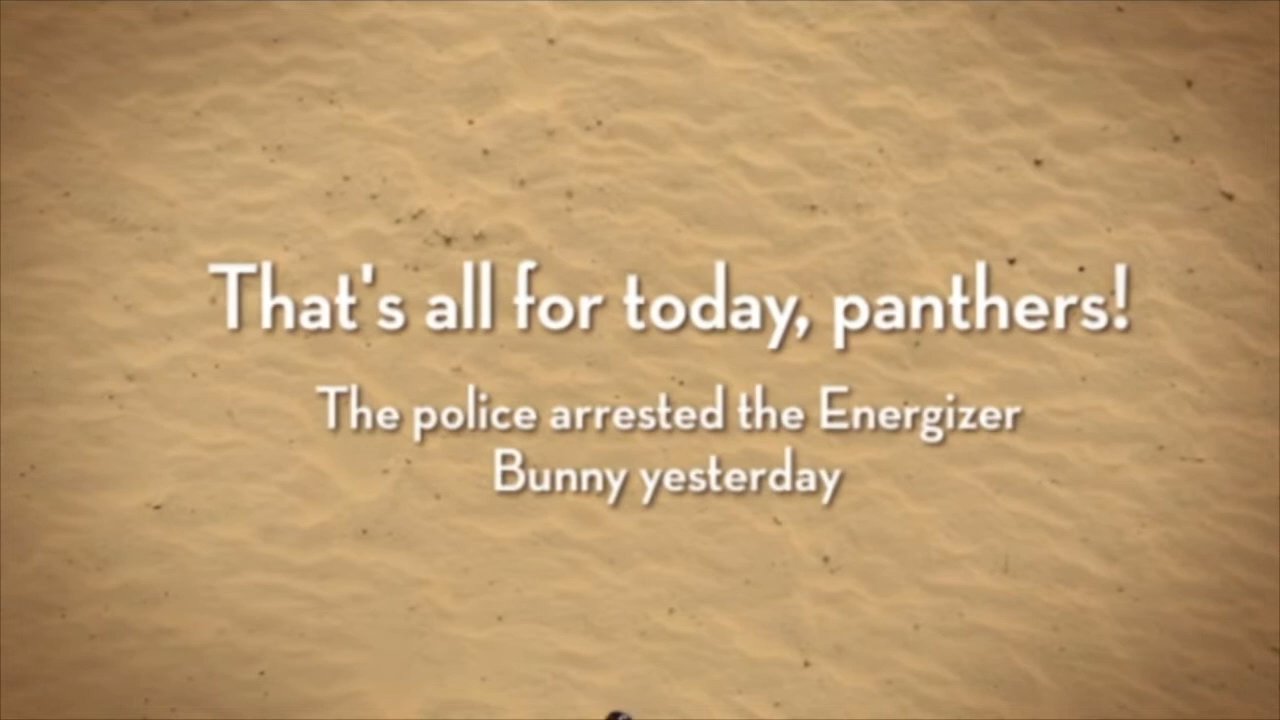 That's all for today, panthers!
The police arrested the Energizer
Bunny yesterday